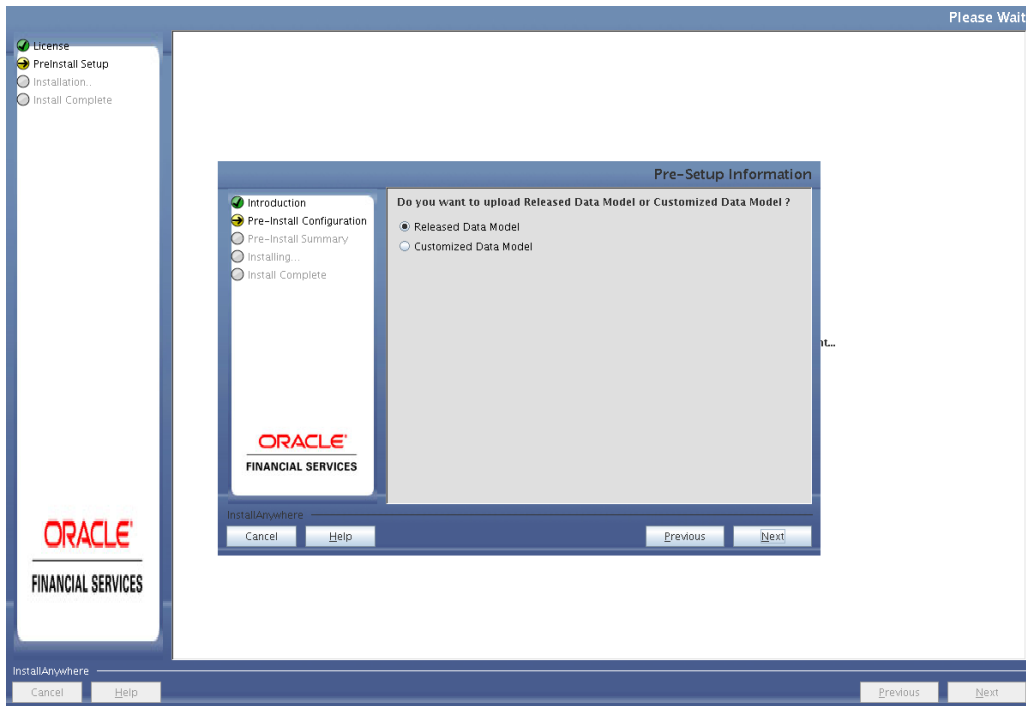 Please Wait
License
PreInstall Setup
Installation..
Install Complete
Pre-Setup Information
Introduction
Pre-Install Configuration
Pre-Install Summary
Installing...
Install Complete
Do you want to upload Released Data Model or Customized Data Model ?
Released Data Model
Customized Data Model
nt...
ORACLE'
FINANCIAL SERVICES
InstallAnywhere
Cancel
Help
Previous
Next
ORACLE'
FINANCIAL SERVICES
InstallAnywhere
Cancel
Help
Previous
Next